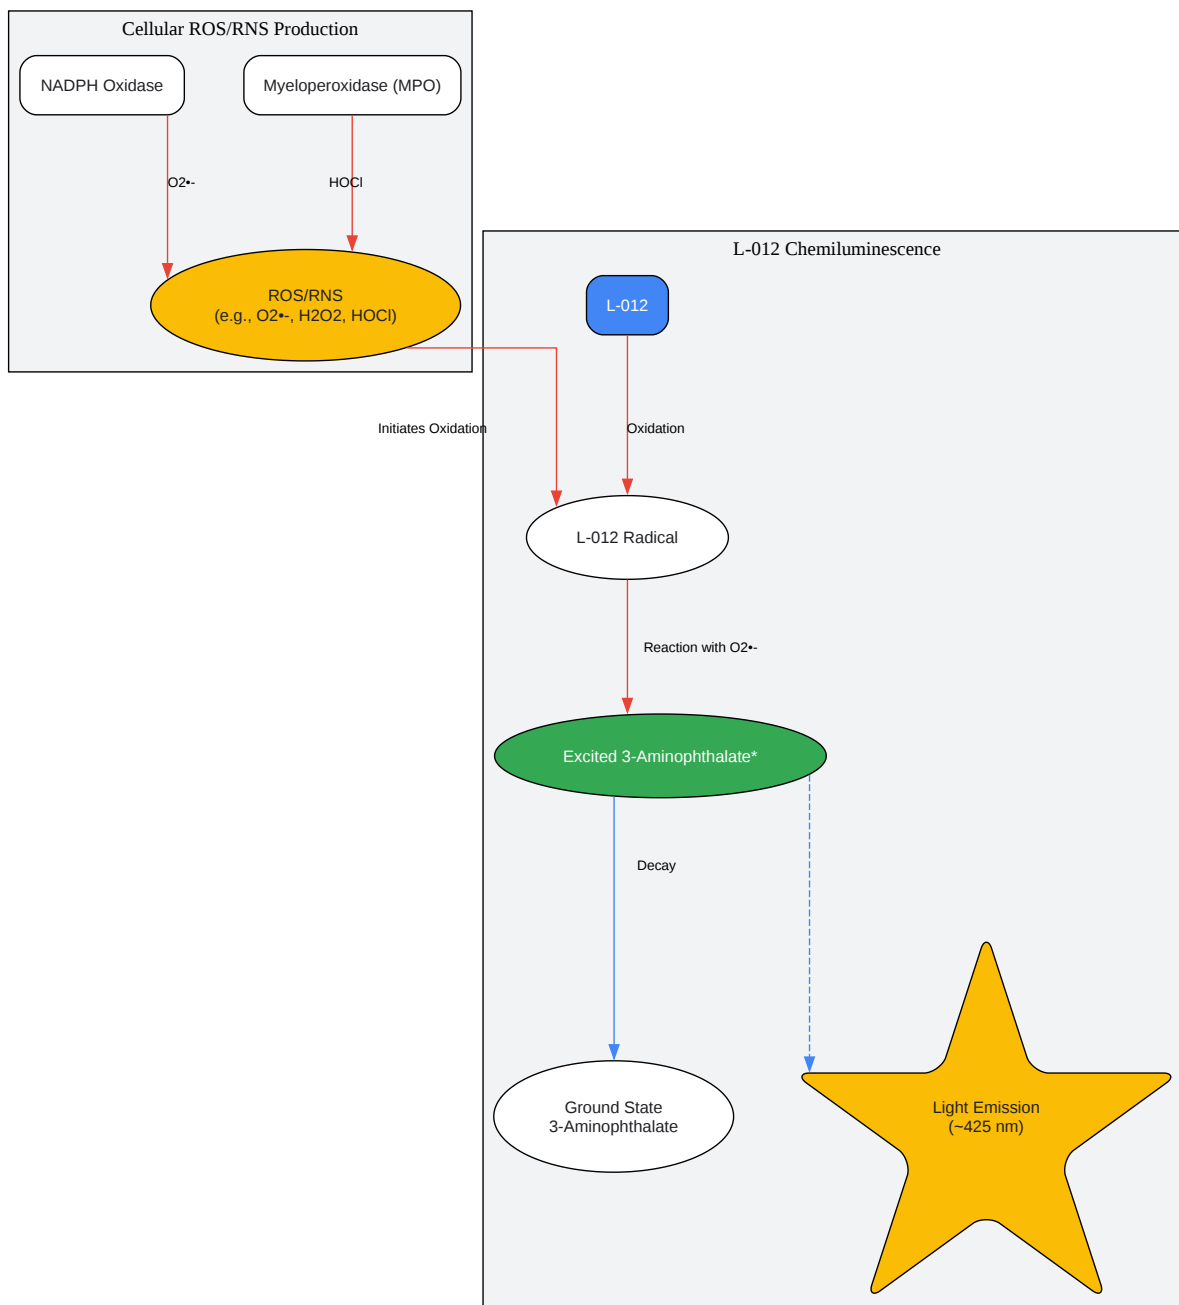 Cellular ROS/RNS Production
NADPH Oxidase
Myeloperoxidase (MPO)
O2•-
HOCl
ROS/RNS
(e.g., O2•-, H2O2, HOCl)
L-012 Chemiluminescence
L-012
Initiates Oxidation
Oxidation
L-012 Radical
Reaction with O2•-
Excited 3-Aminophthalate*
Decay
Ground State
3-Aminophthalate
Light Emission
(~425 nm)